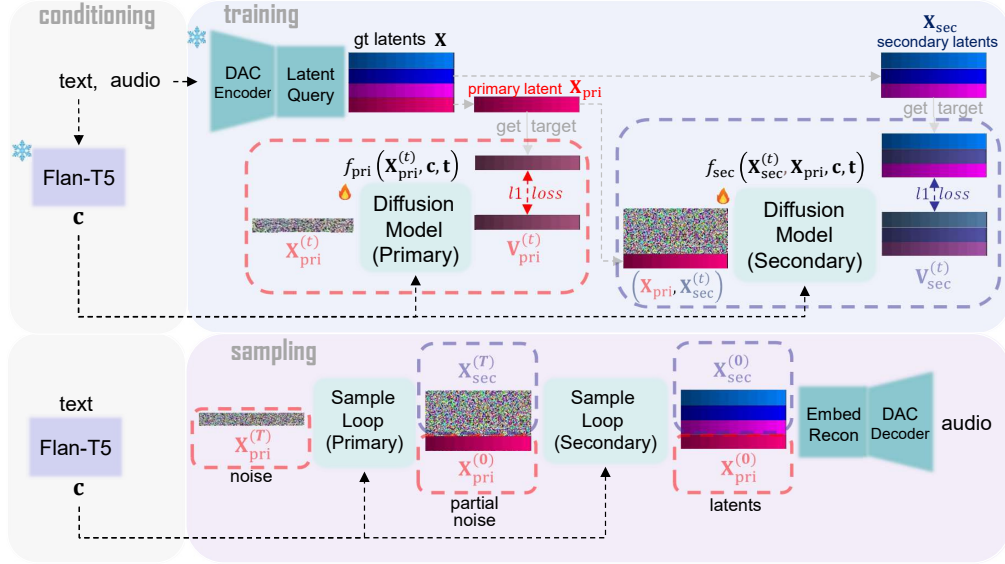 conditioning
training
text, audio
Flan-T5
c
DAC
Encoder
Latent
Query
gt latents X
primary latent X_pri
X_sec
secondary latents
get target
get target
f_pri (X_pri^(t), c, t)
l1 loss
Diffusion
Model
(Primary)
X_pri^(t)
V_pri^(t)
f_sec (X_sec^(t), X_pri, c, t)
l1 loss
Diffusion
Model
(Secondary)
(X_pri, X_sec^(t))
V_sec^(t)
sampling
text
Flan-T5
c
X_pri^(T)
noise
Sample
Loop
(Primary)
X_sec^(T)
X_pri^(0)
partial
noise
Sample
Loop
(Secondary)
X_sec^(0)
X_pri^(0)
latents
Embed
Recon
DAC
Decoder
audio